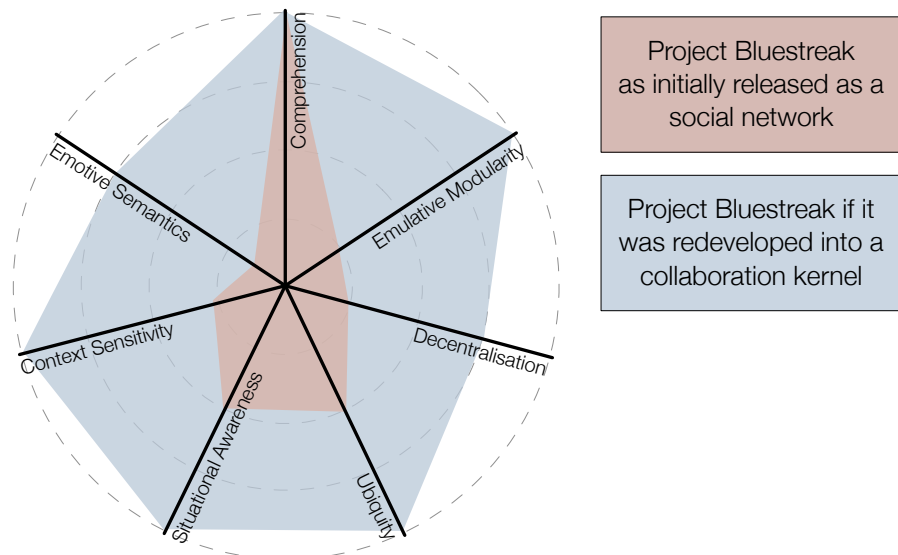 Comprehension
Emulative Modularity
Decentralisation
Ubiquity
Situational Awareness
Context Sensitivity
Emotive Semantics
Project Bluestreak
as initially released as a
social network
Project Bluestreak if it
was redeveloped into a
collaboration kernel